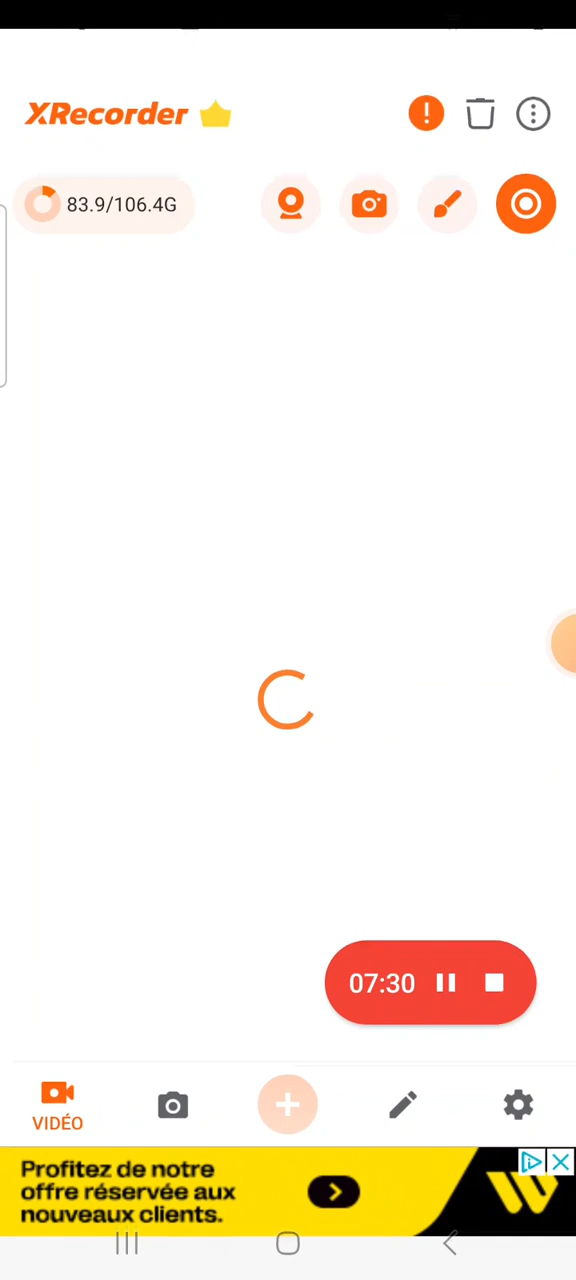 XRecorder
83.9/106.4G
07:30
VIDÉO
Profitez de notre
offre réservée aux
nouveaux clients.